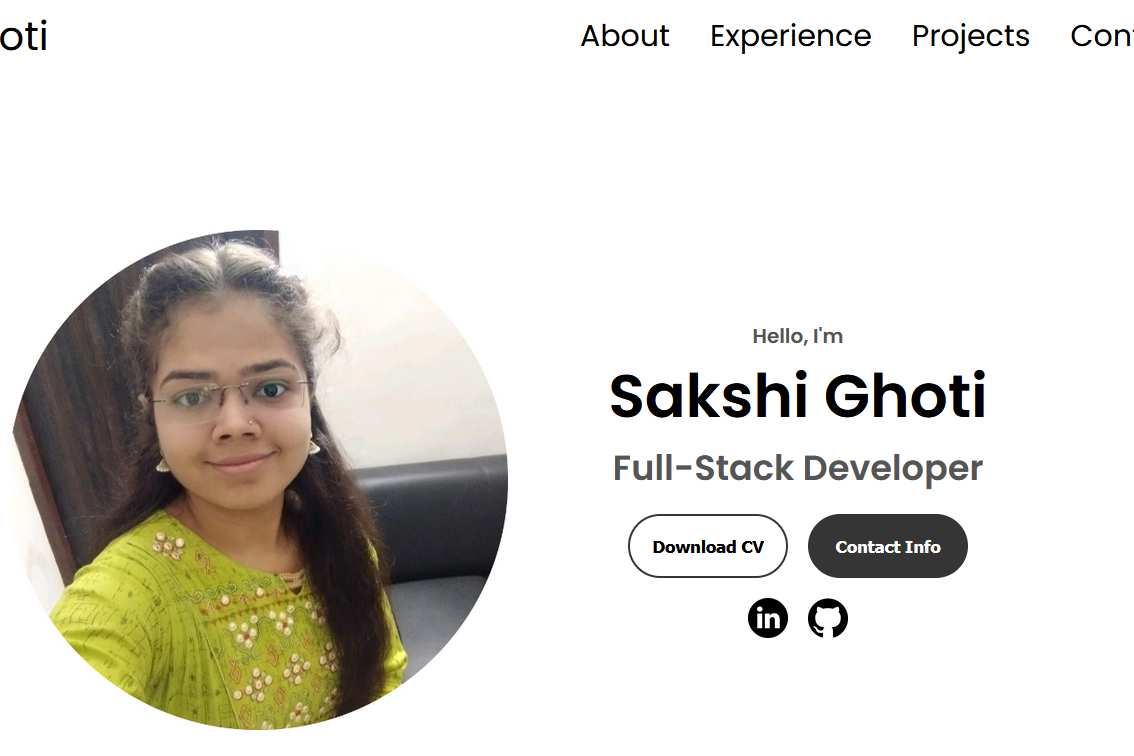 oti
About Experience Projects Con
Hello, I'm
Sakshi Ghoti
Full-Stack Developer
Download CV Contact Info
in